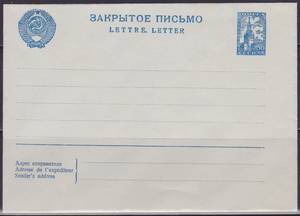 ЗАКРЫТОЕ ПИСЬМО
LETTRE. LETTER
Адрес отправителя
Adresse de l'expéditeur
Sender's address